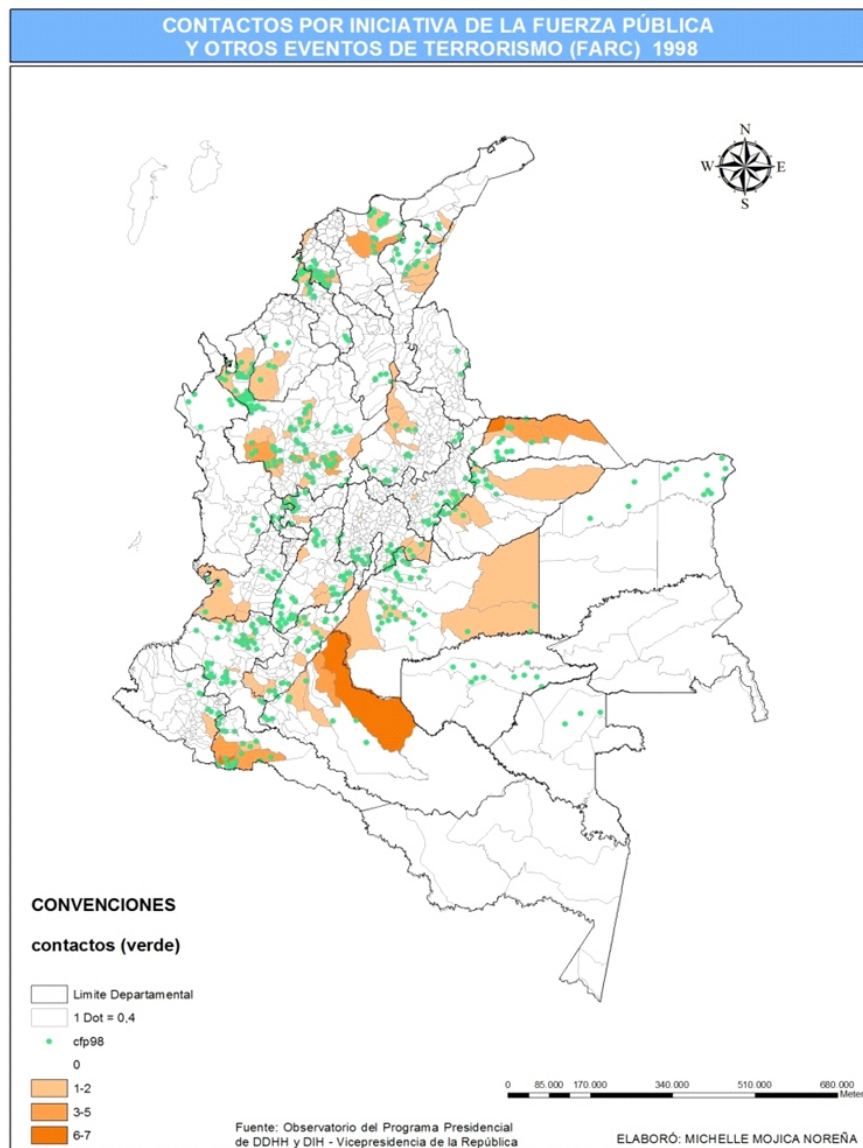 CONTACTOS POR INICIATIVA DE LA FUERZA PÚBLICA
Y OTROS EVENTOS DE TERRORISMO (FARC) 1998
N
W E
S
CONVENCIONES
contactos (verde)
Limite Departamental
1 Dot = 0,4
cfp98
0
1-2
3-5
6-7
0 85.000 170.000 340.000 510.000 680.000
Meter
Fuente: Observatorio del Programa Presidencial
de DDHH y DIH - Vicepresidencia de la República
ELABORÓ: MICHELLE MOJICA NOREÑA